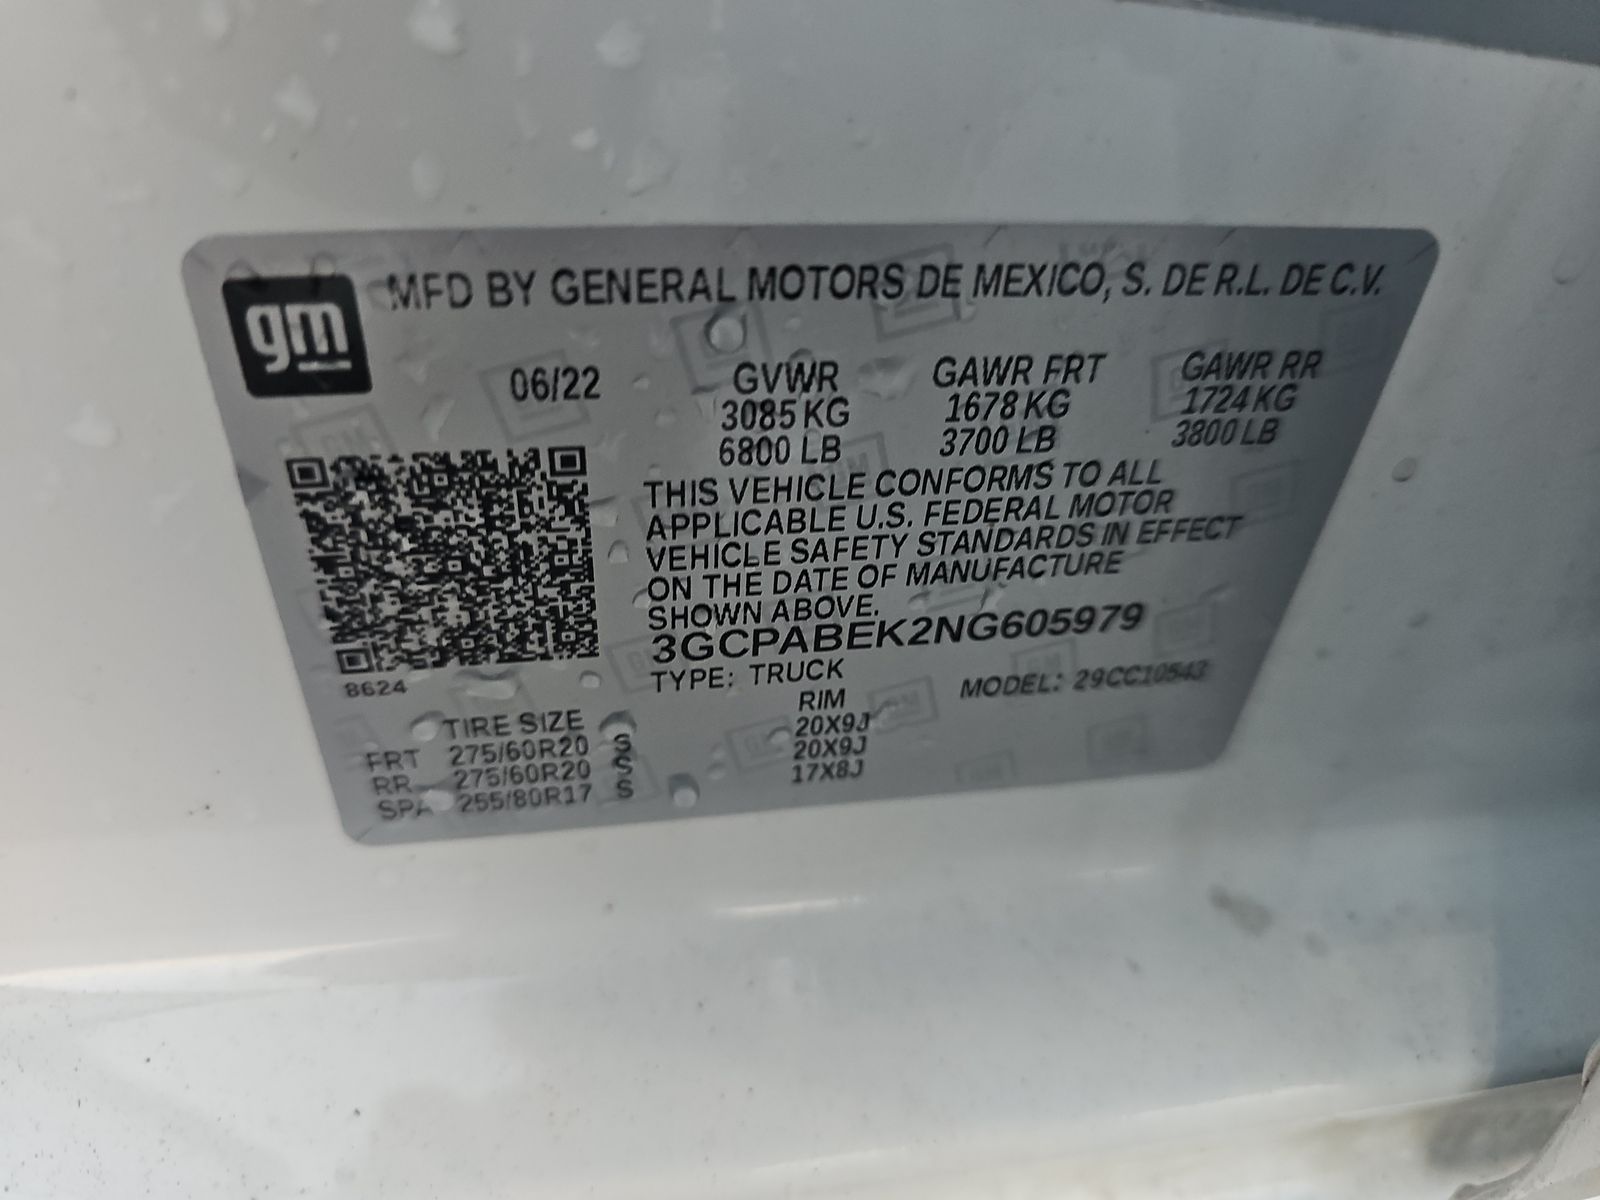 gm
MFD BY GENERAL MOTORS DE MEXICO, S. DE R.L. DE C.V.
06/22 GVWR GAWR FRT GAWR RR
3085 KG 1678 KG 1724 KG
6800 LB 3700 LB 3800 LB
THIS VEHICLE CONFORMS TO ALL
APPLICABLE U.S. FEDERAL MOTOR
VEHICLE SAFETY STANDARDS IN EFFECT
ON THE DATE OF MANUFACTURE
SHOWN ABOVE.
3GCPABEK2NG605979
8624
TYPE: TRUCK MODEL: 29CC10543
TIRE SIZE RIM
FRT 275/60R20 S 20X9J
RR 275/60R20 S 20X9J
SPA 255/80R17 S 17X8J